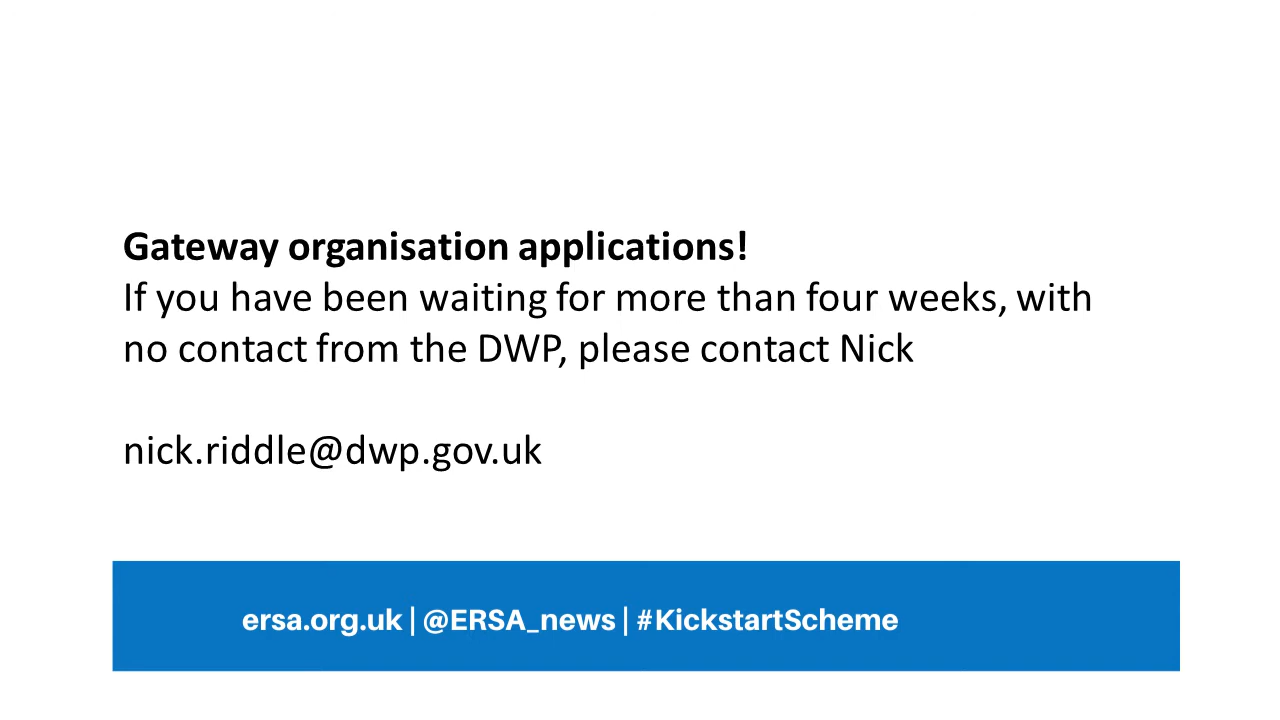 Gateway organisation applications!
If you have been waiting for more than four weeks, with
no contact from the DWP, please contact Nick
nick.riddle@dwp.gov.uk
ersa.org.uk | @ERSA_news | #KickstartScheme